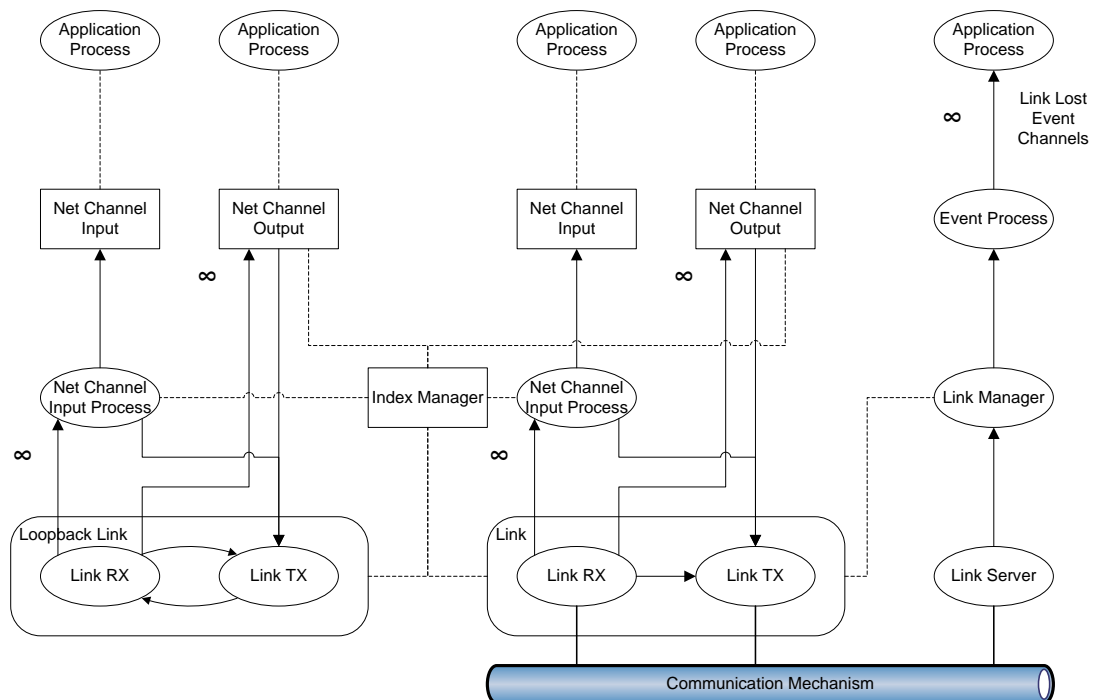 Application
Process
Application
Process
Application
Process
Application
Process
Application
Process
∞
Link Lost
Event
Channels
Net Channel
Input
Net Channel
Output
Net Channel
Input
Net Channel
Output
Event Process
∞
∞
Net Channel
Input Process
Index Manager
Net Channel
Input Process
Link Manager
∞
∞
Loopback Link
Link
Link RX
Link TX
Link RX
Link TX
Link Server
Communication Mechanism